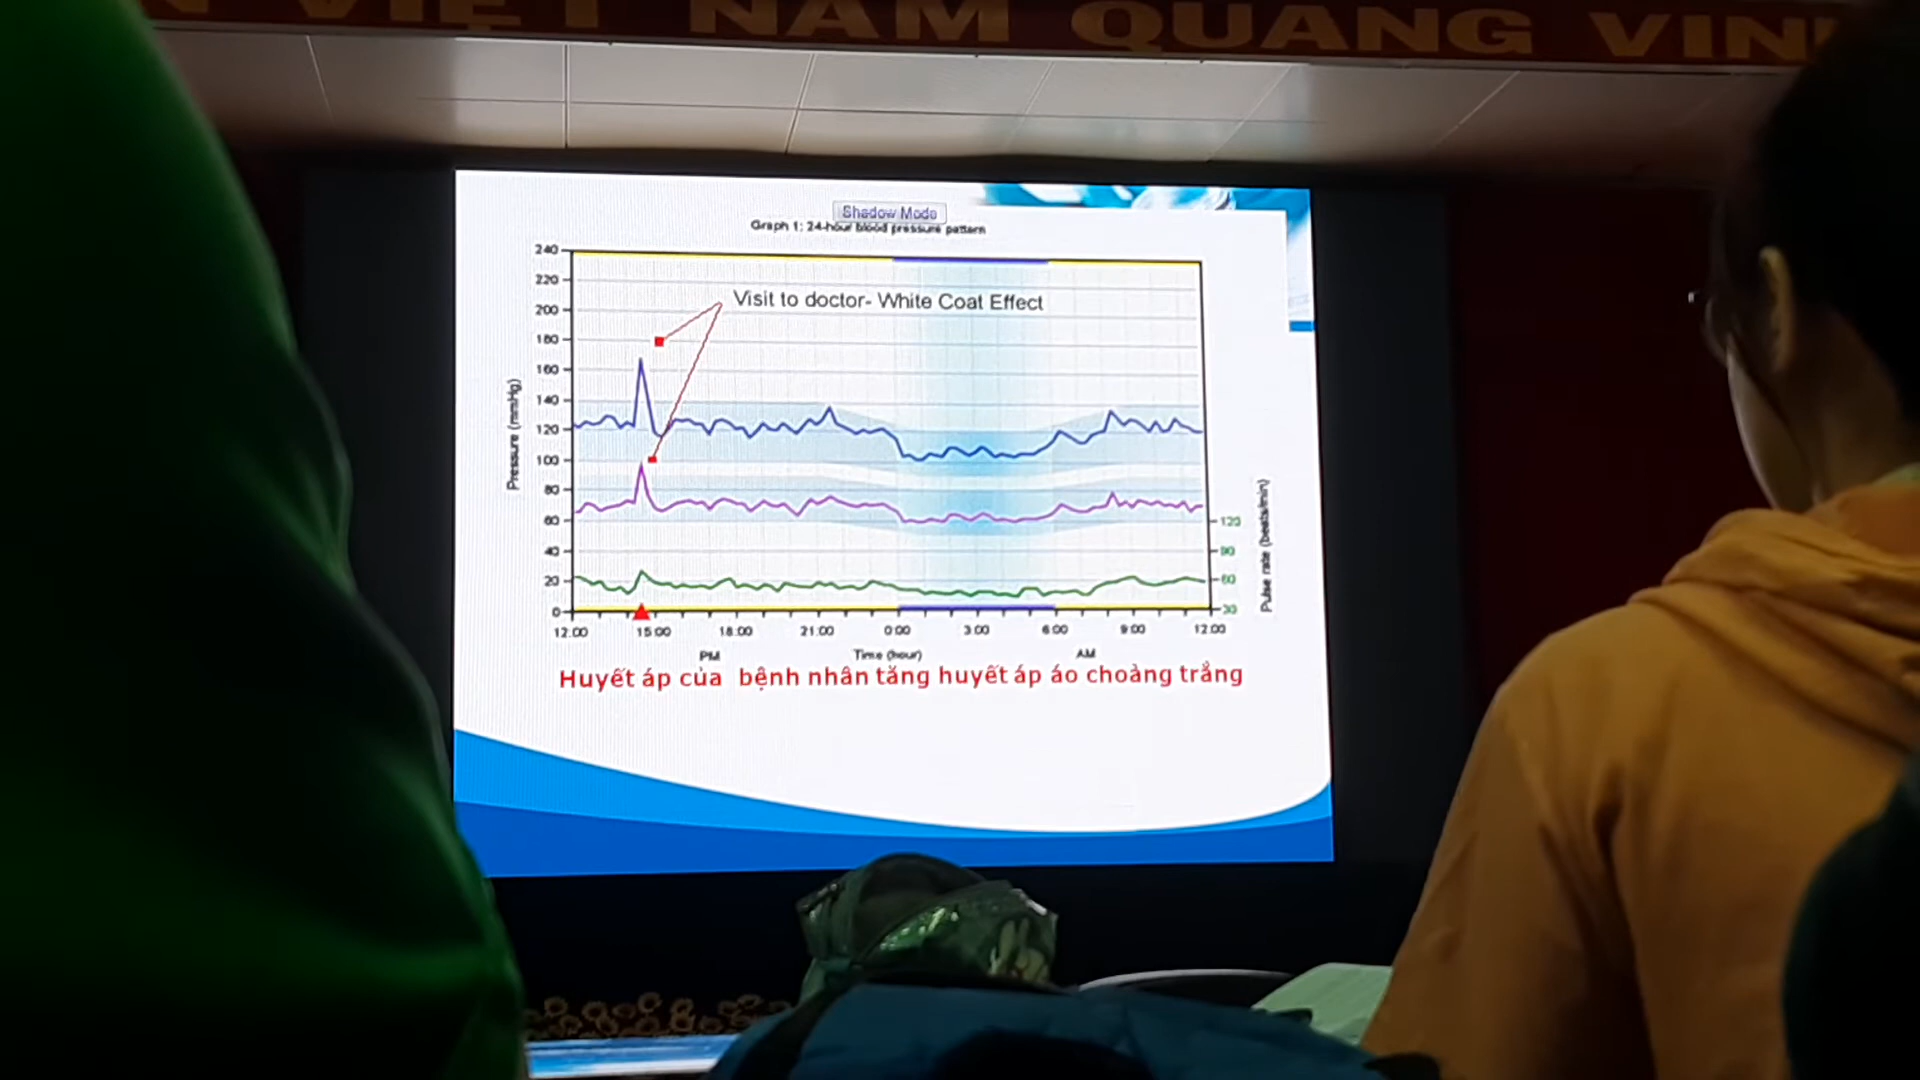 VIỆT NAM QUANG VIN
Shadow Mode
Graph 1: 24-hour blood pressure pattern
240
220
200
180
160
140
120
100
80
60
40
20
0
Pressure (mmHg)
Visit to doctor- White Coat Effect
120
90
60
30
Pulse rate (beats/min)
12:00 15:00 18:00 21:00 0:00 3:00 6:00 9:00 12:00
PM Time (hour) AM
Huyết áp của bệnh nhân tăng huyết áp áo choàng trắng